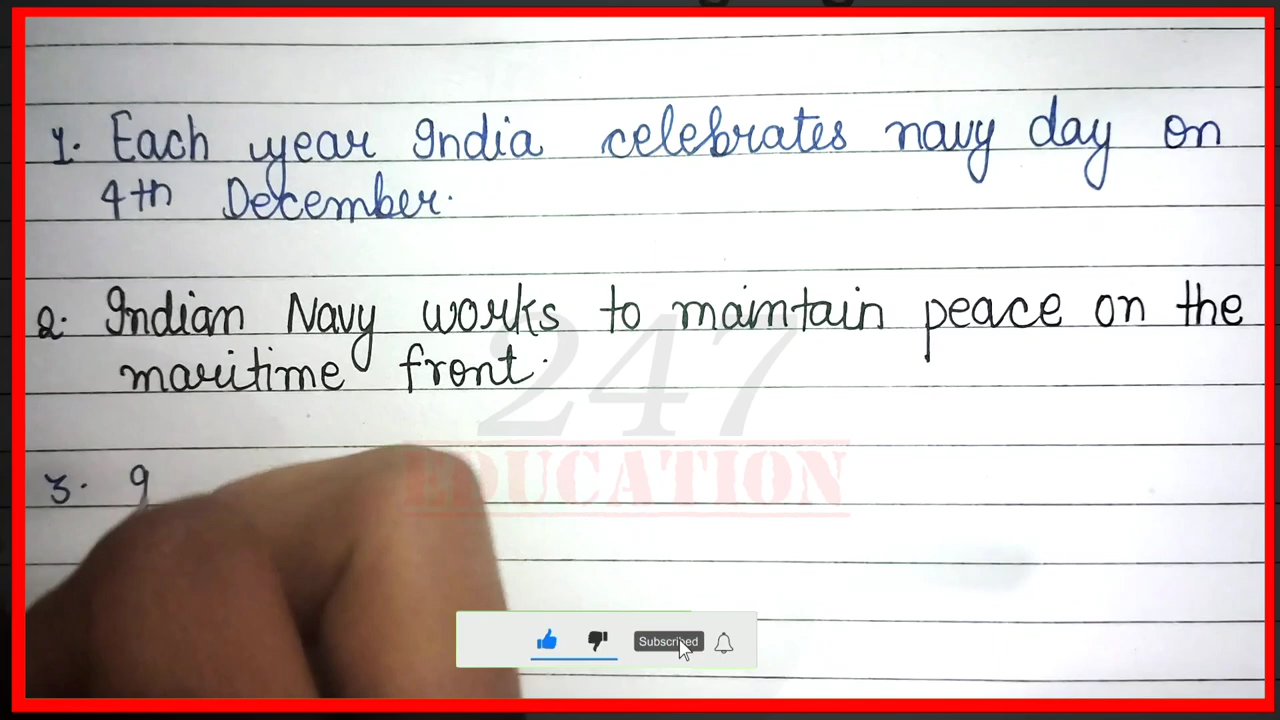 1. Each year India celebrates navy day on
4th December.
2. Indian Navy works to maintain peace on the
maritime front.
247
EDUCATION
3.
Subscribed